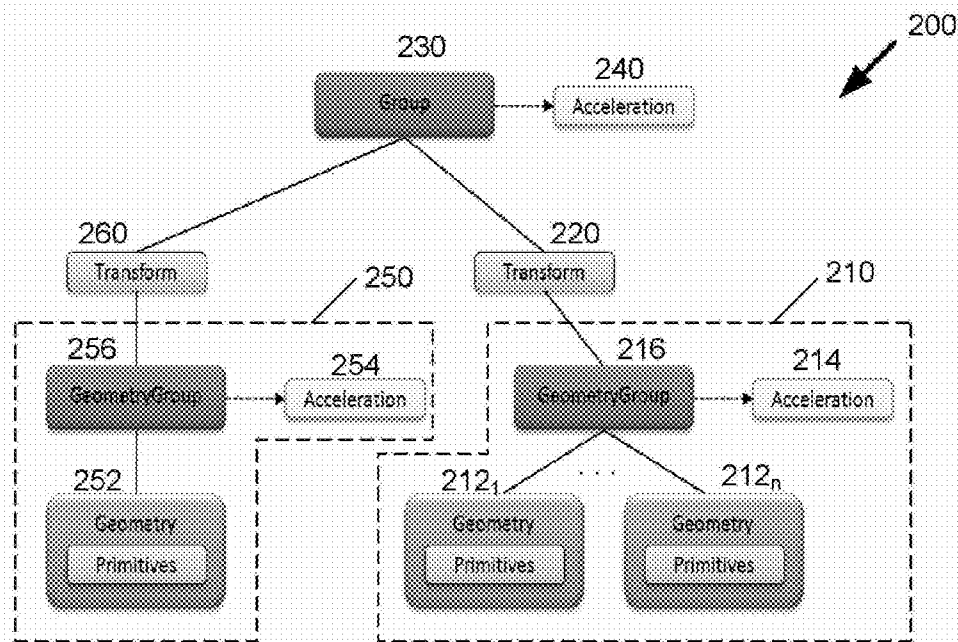 200
230
Group
240
Acceleration
260
Transform
220
Transform
250
210
256
GeometryGroup
254
Acceleration
216
GeometryGroup
214
Acceleration
252
Geometry
Primitives
. . .
212₁
Geometry
Primitives
212ₙ
Geometry
Primitives